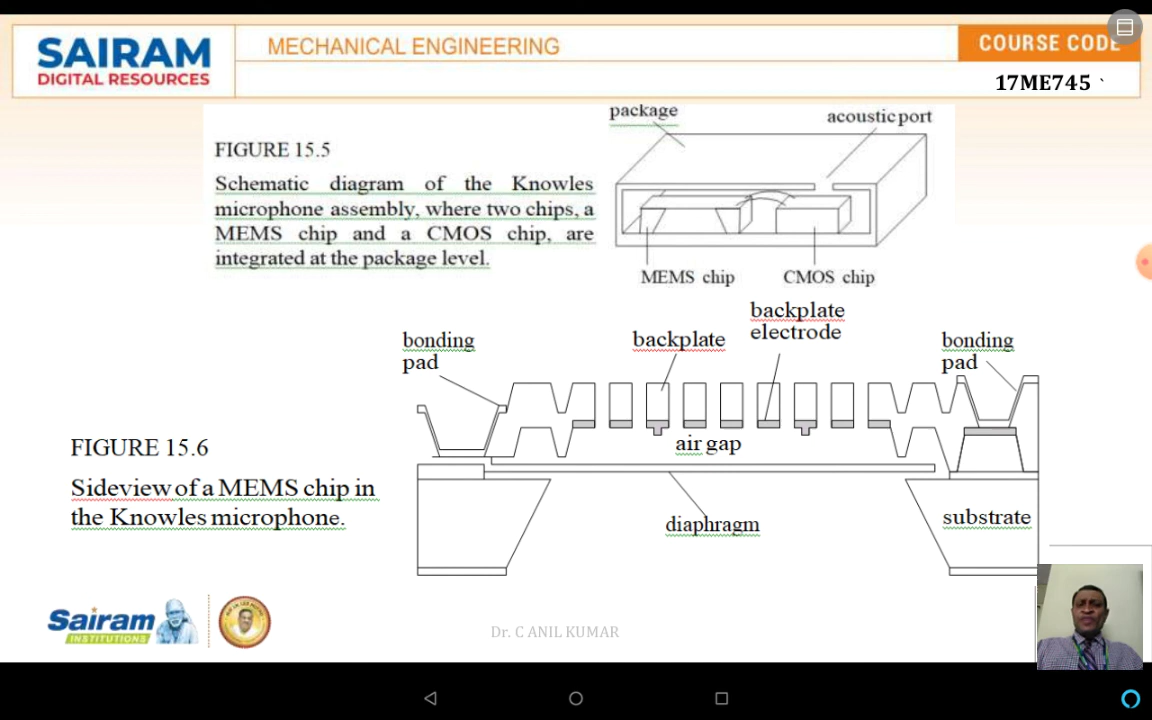 SAIRAM
DIGITAL RESOURCES
MECHANICAL ENGINEERING
COURSE CODE
17ME745 `
FIGURE 15.5
Schematic diagram of the Knowles
microphone assembly, where two chips, a
MEMS chip and a CMOS chip, are
integrated at the package level.
package
acoustic port
MEMS chip
CMOS chip
bonding
pad
backplate
backplate
electrode
bonding
pad
air gap
diaphragm
substrate
FIGURE 15.6
Sideview of a MEMS chip in
the Knowles microphone.
Sairam
INSTITUTIONS
Dr. C ANIL KUMAR